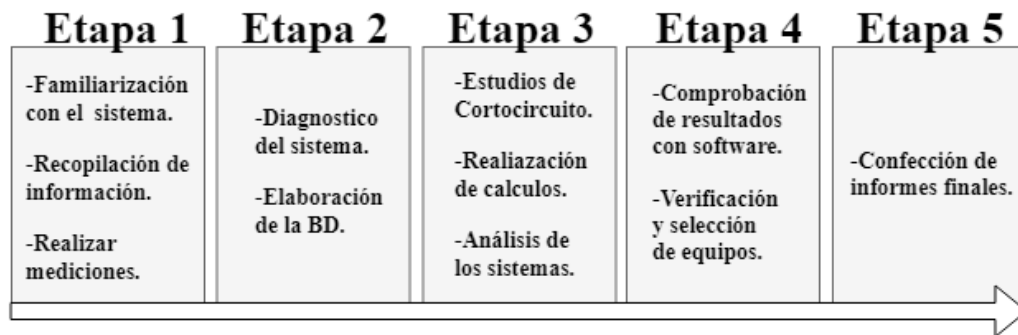 Etapa 1
-Familiarización
con el sistema.
-Recopilación de
información.
-Realizar
mediciones.
Etapa 2
-Diagnostico
del sistema.
-Elaboración
de la BD.
Etapa 3
-Estudios de
Cortocircuito.
-Realiazación
de calculos.
-Análisis de
los sistemas.
Etapa 4
-Comprobación
de resultados
con software.
-Verificación
y selección
de equipos.
Etapa 5
-Confección de
informes finales.